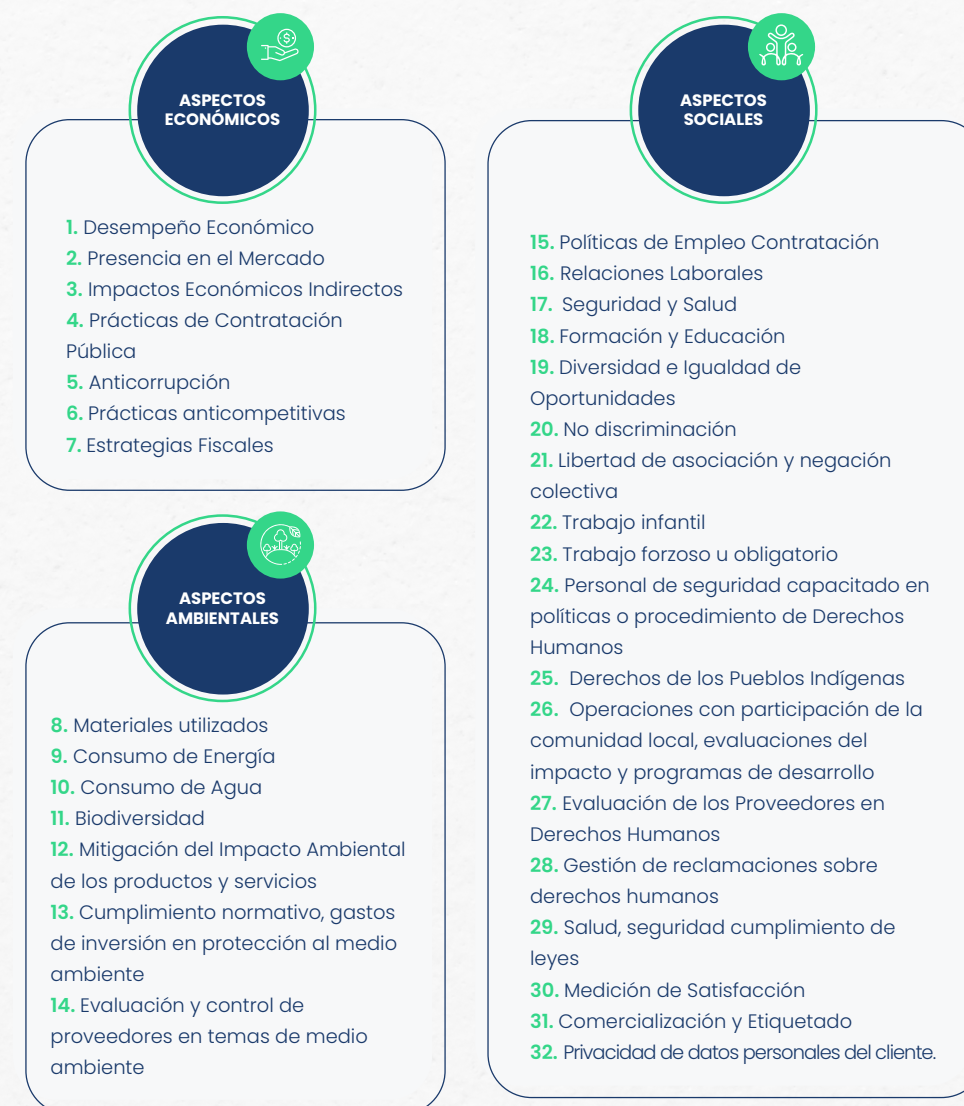 ASPECTOS
ECONÓMICOS
1. Desempeño Económico
2. Presencia en el Mercado
3. Impactos Económicos Indirectos
4. Prácticas de Contratación
Pública
5. Anticorrupción
6. Prácticas anticompetitivas
7. Estrategias Fiscales
ASPECTOS
AMBIENTALES
8. Materiales utilizados
9. Consumo de Energía
10. Consumo de Agua
11. Biodiversidad
12. Mitigación del Impacto Ambiental
de los productos y servicios
13. Cumplimiento normativo, gastos
de inversión en protección al medio
ambiente
14. Evaluación y control de
proveedores en temas de medio
ambiente
ASPECTOS
SOCIALES
15. Políticas de Empleo Contratación
16. Relaciones Laborales
17. Seguridad y Salud
18. Formación y Educación
19. Diversidad e Igualdad de
Oportunidades
20. No discriminación
21. Libertad de asociación y negación
colectiva
22. Trabajo infantil
23. Trabajo forzoso u obligatorio
24. Personal de seguridad capacitado en
políticas o procedimiento de Derechos
Humanos
25. Derechos de los Pueblos Indígenas
26. Operaciones con participación de la
comunidad local, evaluaciones del
impacto y programas de desarrollo
27. Evaluación de los Proveedores en
Derechos Humanos
28. Gestión de reclamaciones sobre
derechos humanos
29. Salud, seguridad cumplimiento de
leyes
30. Medición de Satisfacción
31. Comercialización y Etiquetado
32. Privacidad de datos personales del cliente.